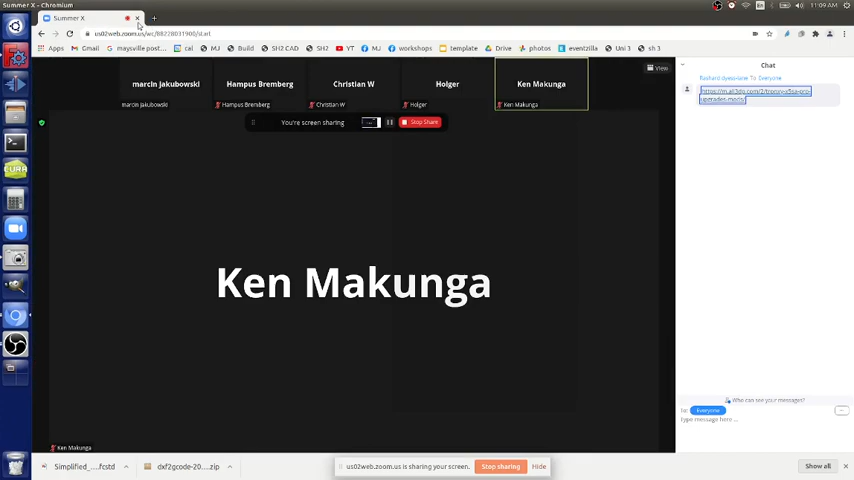 Summer X - Chromium
En
11:09 AM
Summer X
us02web.zoom.us/wc/88228031900/start
Apps
Gmail
maysville post...
cal
MJ
Build
SH2 CAD
SH2
YT
MJ
workshops
template
Drive
photos
eventzilla
Uni 3
sh 3
marcin jakubowski
Hampus Bremberg
Christian W
Holger
Ken Makunga
marcin jakubowski
Hampus Bremberg
Christian W
Holger
Ken Makunga
View
You're screen sharing
Stop Share
Ken Makunga
Ken Makunga
Chat
To Everyone
Who can see your messages?
To:
Everyone
Type message here ...
Simplified_....fcstd
dxf2gcode-20....zip
us02web.zoom.us is sharing your screen.
Stop sharing
Hide
Show all